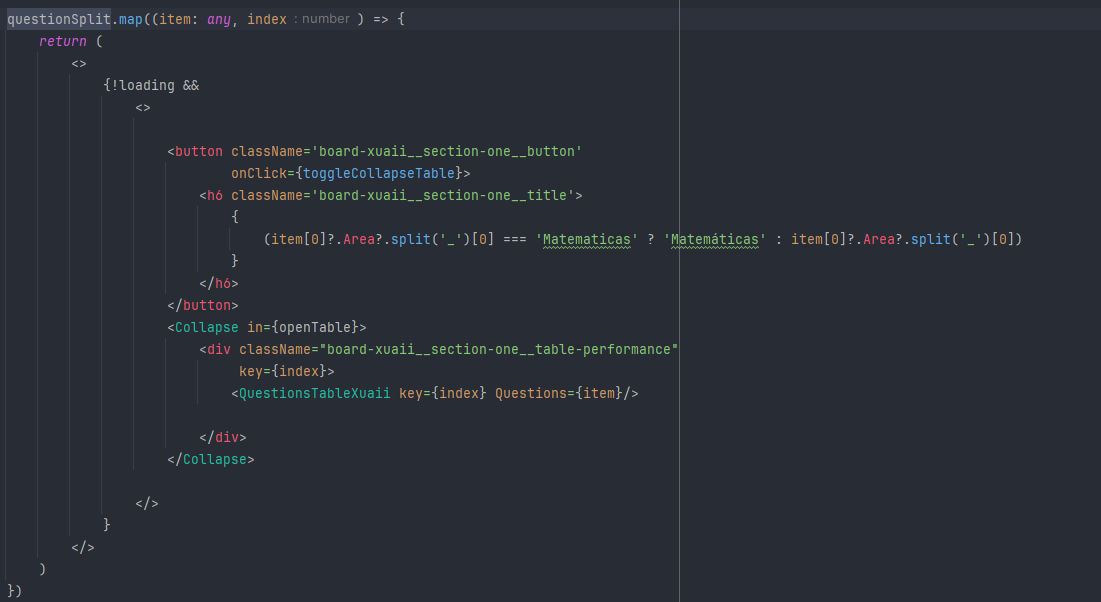 questionSplit.map((item: any, index : number ) => {
return (
<>
{!loading &&
<>
<button className='board-xuaii__section-one__button'
onClick={toggleCollapseTable}>
<h6 className='board-xuaii__section-one__title'>
{
(item[0]?.Area?.split('_')[0] === 'Matematicas' ? 'Matemáticas' : item[0]?.Area?.split('_')[0])
}
</h6>
</button>
<Collapse in={openTable}>
<div className="board-xuaii__section-one__table-performance"
key={index}>
<QuestionsTableXuaii key={index} Questions={item}/>
</div>
</Collapse>
</>
}
</>
)
})